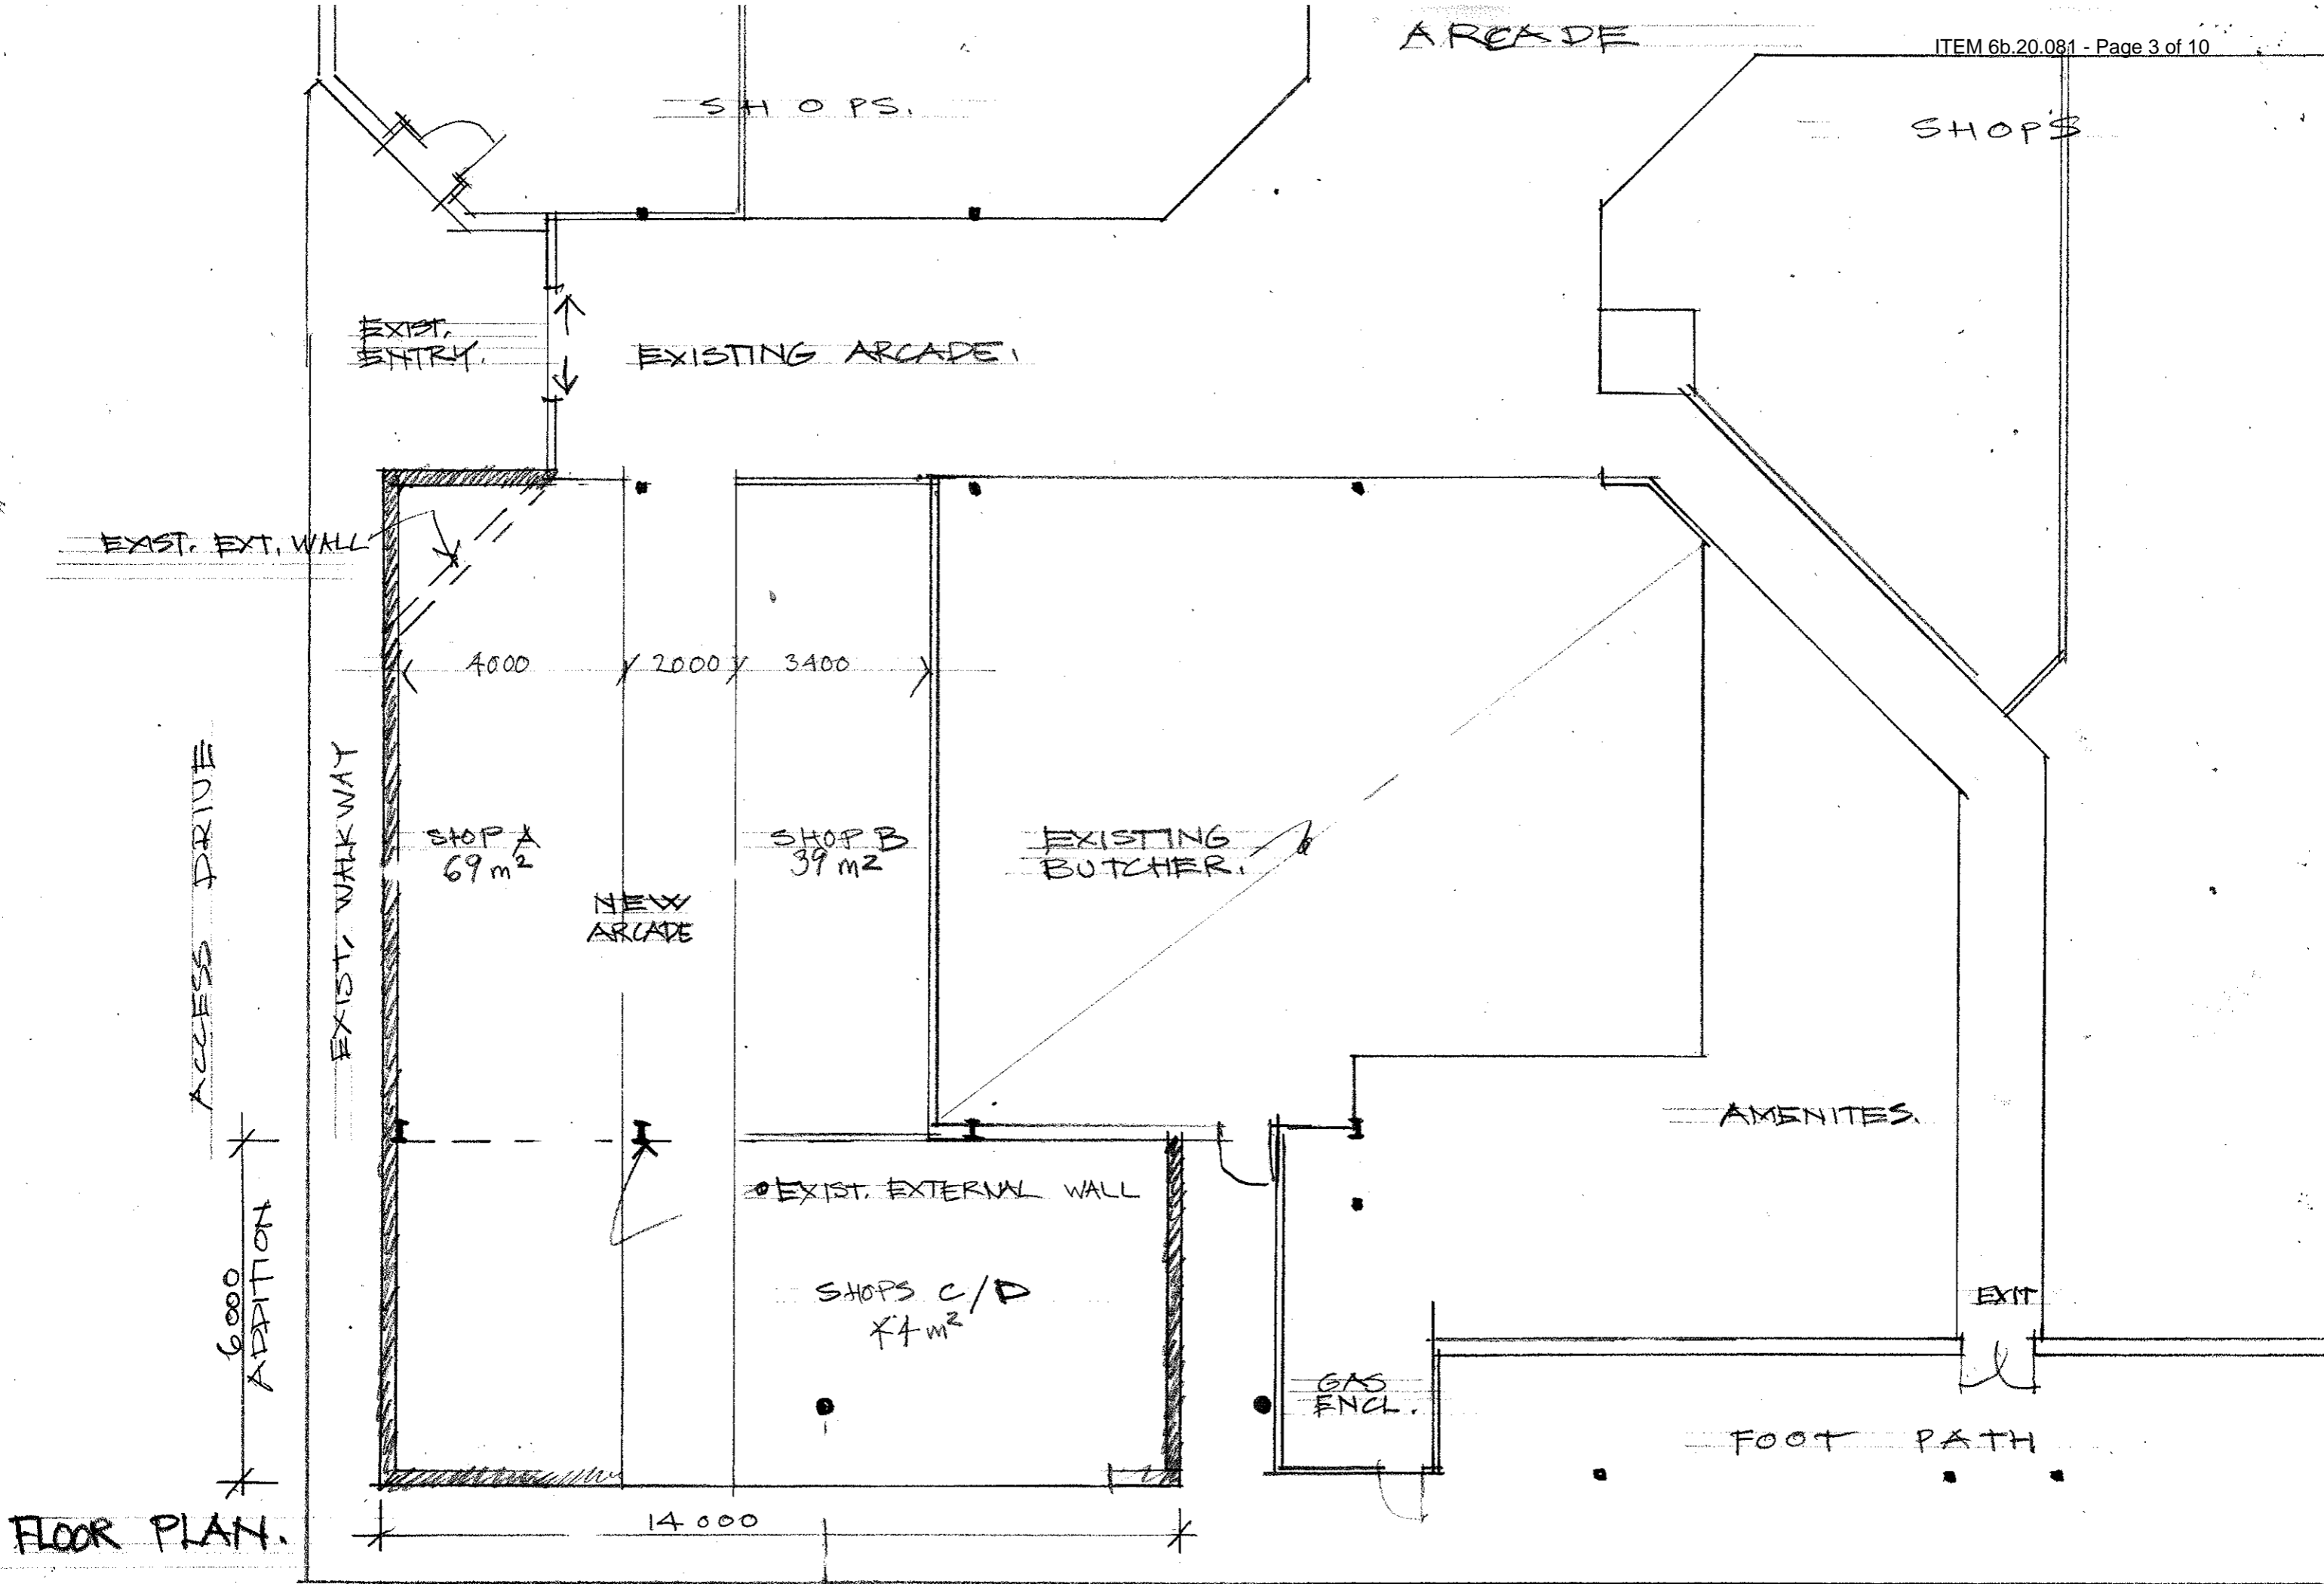 ARCADE
ITEM 6b.20.081 - Page 3 of 10
SHOPS.
SHOPS
EXIST.
ENTRY.
EXISTING ARCADE.
EXIST. EXT. WALL
4000
2000
3400
ACCESS DRIVE
EXIST. WALKWAY
SHOP A
69 m²
SHOP B
39 m²
EXISTING
BUTCHER.
NEW
ARCADE
AMENITES.
EXIST. EXTERNAL WALL
6000
ADDITION
SHOPS C/D
44 m²
EXIT
GAS
ENCL.
FOOT PATH
FLOOR PLAN.
14000